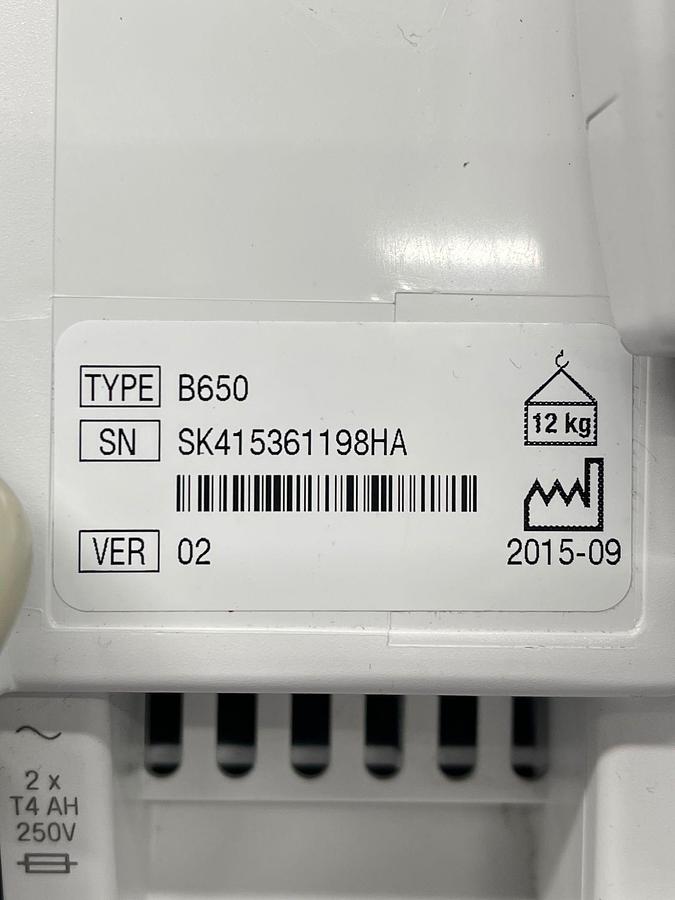 TYPE B650
12 kg
SN SK415361198HA
VER 02
2015-09
2 x
T4 AH
250V